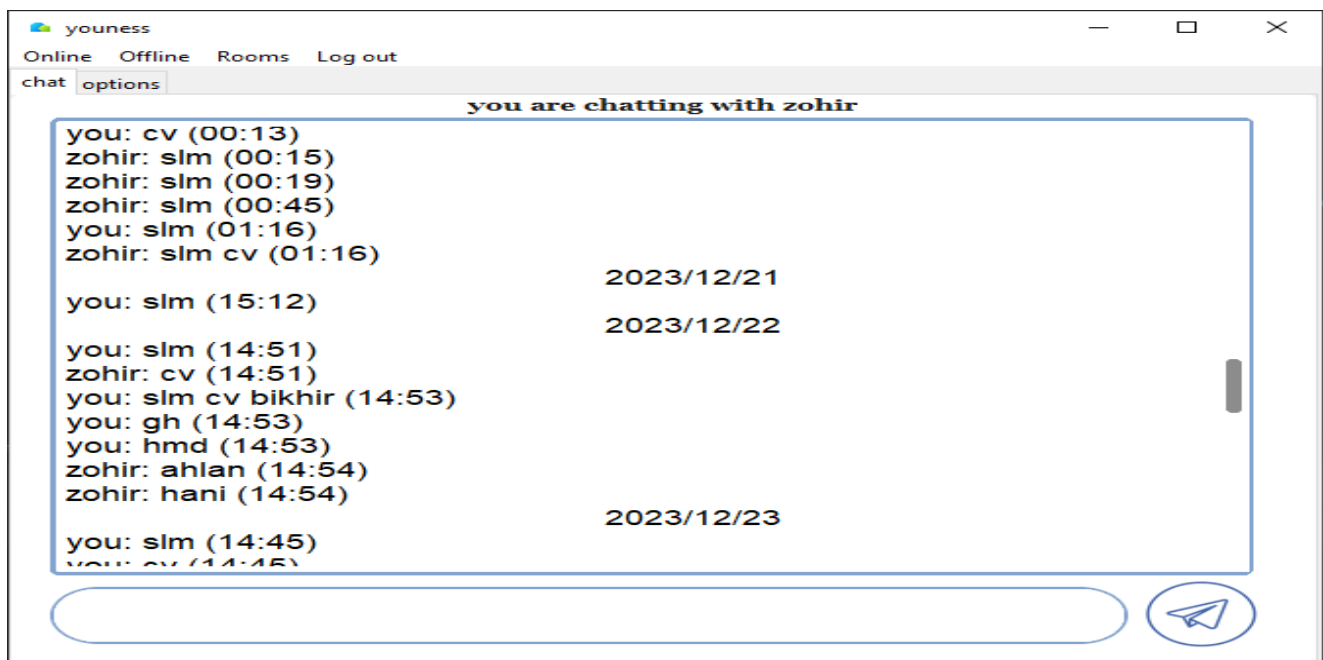 youness
Online Offline Rooms Log out
chat options
you are chatting with zohir
you: cv (00:13)
zohir: slm (00:15)
zohir: slm (00:19)
zohir: slm (00:45)
you: slm (01:16)
zohir: slm cv (01:16)
2023/12/21
you: slm (15:12)
2023/12/22
you: slm (14:51)
zohir: cv (14:51)
you: slm cv bikhir (14:53)
you: gh (14:53)
you: hmd (14:53)
zohir: ahlan (14:54)
zohir: hani (14:54)
2023/12/23
you: slm (14:45)
you: cv (14:45)